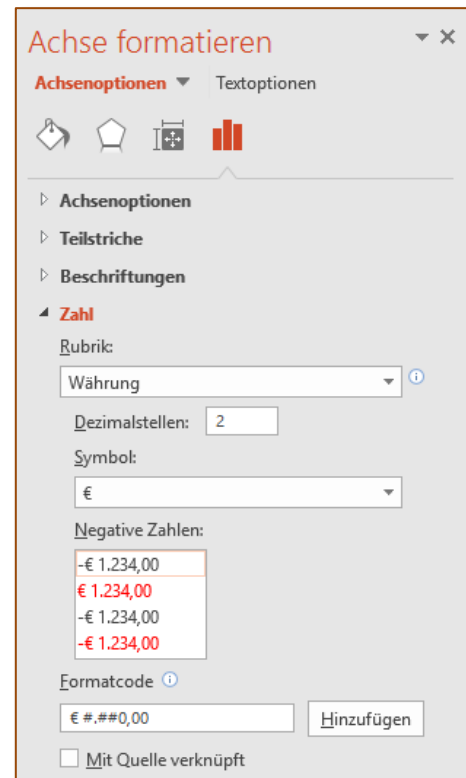 Achse formatieren
Achsenoptionen Textoptionen
Achsenoptionen
Teilstriche
Beschriftungen
Zahl
Rubrik:
Währung
Dezimalstellen: 2
Symbol:
€
Negative Zahlen:
-€ 1.234,00
€ 1.234,00
-€ 1.234,00
-€ 1.234,00
Formatcode
€ #.##0,00 Hinzufügen
Mit Quelle verknüpft